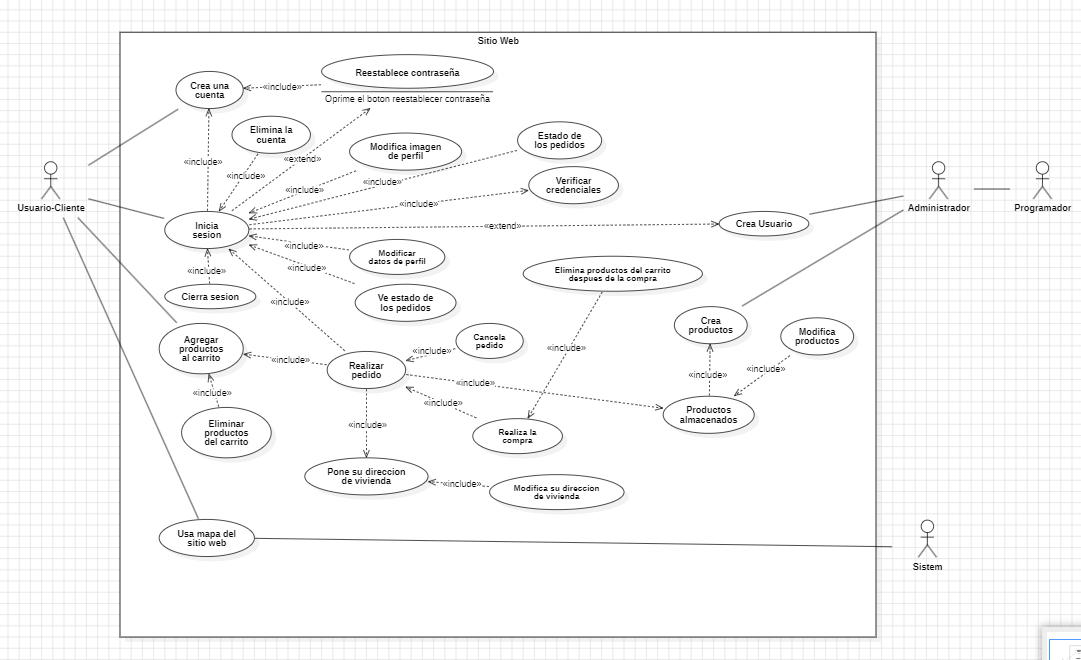 Sitio Web
Reestablece contraseña
Oprime el boton reestablecer contraseña
Crea una
cuenta
«include»
Elimina la
cuenta
Modifica imagen
de perfil
Estado de
los pedidos
«include»
«extend»
«include»
«include»
«include»
Verificar
credenciales
«include»
Usuario-Cliente
Administrador
Programador
Inicia
sesion
«extend»
Crea Usuario
«include»
Modificar
datos de perfil
«include»
«include»
Elimina productos del carrito
despues de la compra
Cierra sesion
«include»
Ve estado de
los pedidos
Crea
productos
Modifica
productos
Agregar
productos
al carrito
Cancela
pedido
«include»
«include»
«include»
Realizar
pedido
«include»
«include»
«include»
«include»
«include»
Eliminar
productos
del carrito
Productos
almacenados
«include»
Realiza la
compra
Pone su direccion
de vivienda
«include»
Modifica su direccion
de vivienda
Usa mapa del
sitio web
Sistem